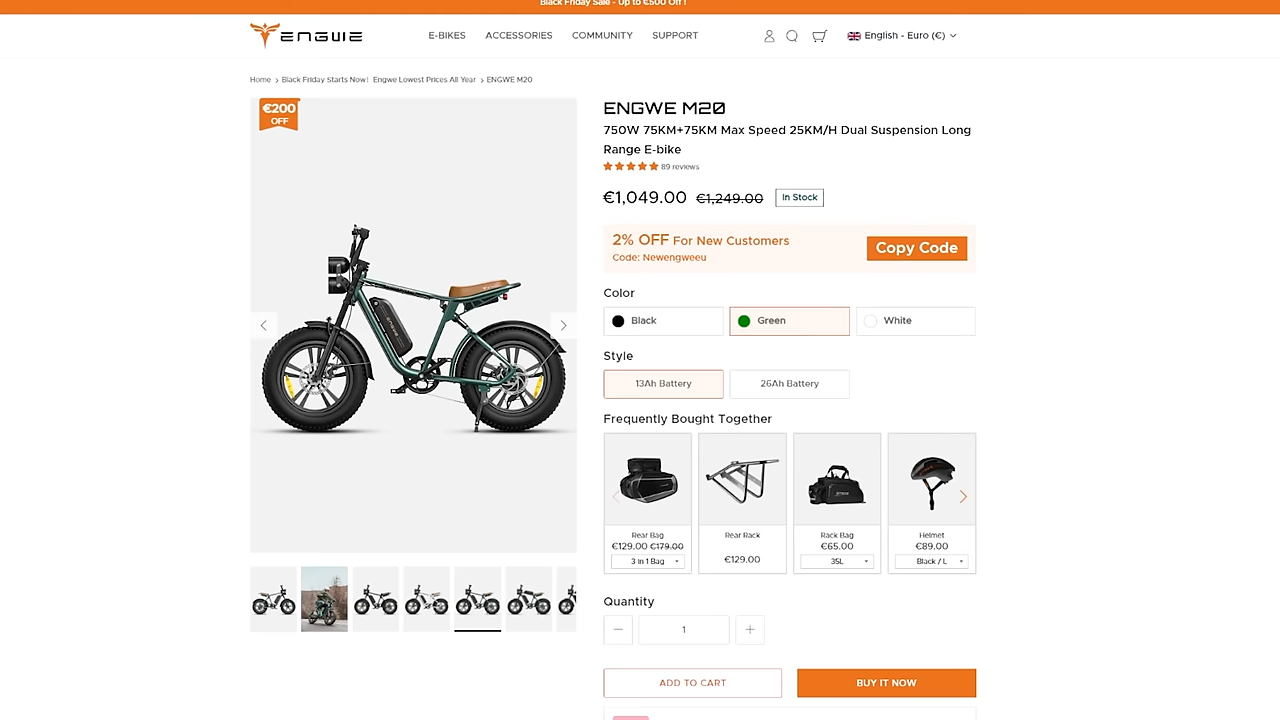 Black Friday Sale - Up to €500 Off !
ENGWE
E-BIKES
ACCESSORIES
COMMUNITY
SUPPORT
English - Euro (€)
Home > Black Friday Starts Now! Engwe Lowest Prices All Year > ENGWE M20
€200
OFF
ENGWE M20
750W 75KM+75KM Max Speed 25KM/H Dual Suspension Long
Range E-bike
89 reviews
€1,049.00 €1,249.00 In Stock
2% OFF For New Customers
Code: Newengweeu
Copy Code
Color
Black
Green
White
Style
13Ah Battery
26Ah Battery
Frequently Bought Together
Rear Bag
€129.00 €179.00
3 In 1 Bag
Rear Rack
€129.00
Rack Bag
€65.00
35L
Helmet
€89.00
Black / L
Quantity
1
ADD TO CART
BUY IT NOW